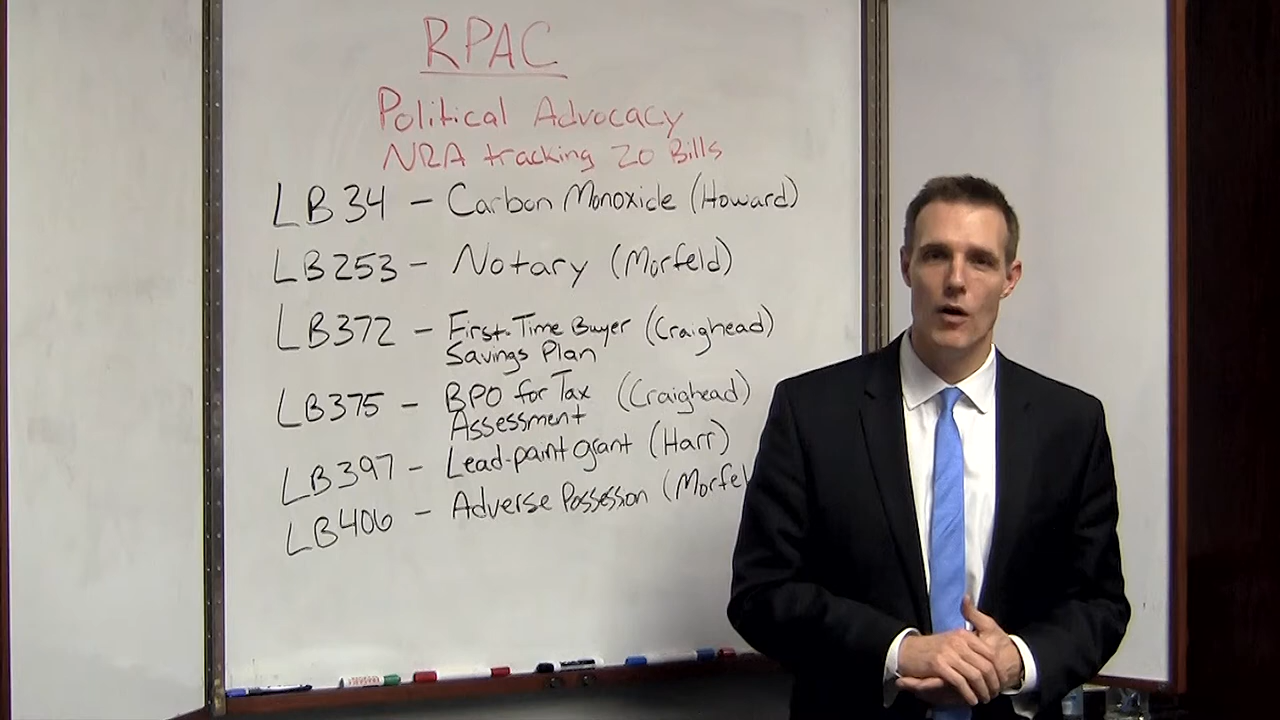 RPAC
Political Advocacy
NRA tracking 20 Bills
LB34 - Carbon Monoxide (Howard)
LB253 - Notary (Morfeld)
LB372 - First-Time Buyer (Craighead)
Savings Plan
LB375 - BPO for Tax (Craighead)
Assessment
LB397 - Lead-paint grant (Harr)
LB406 - Adverse Possession (Morfel